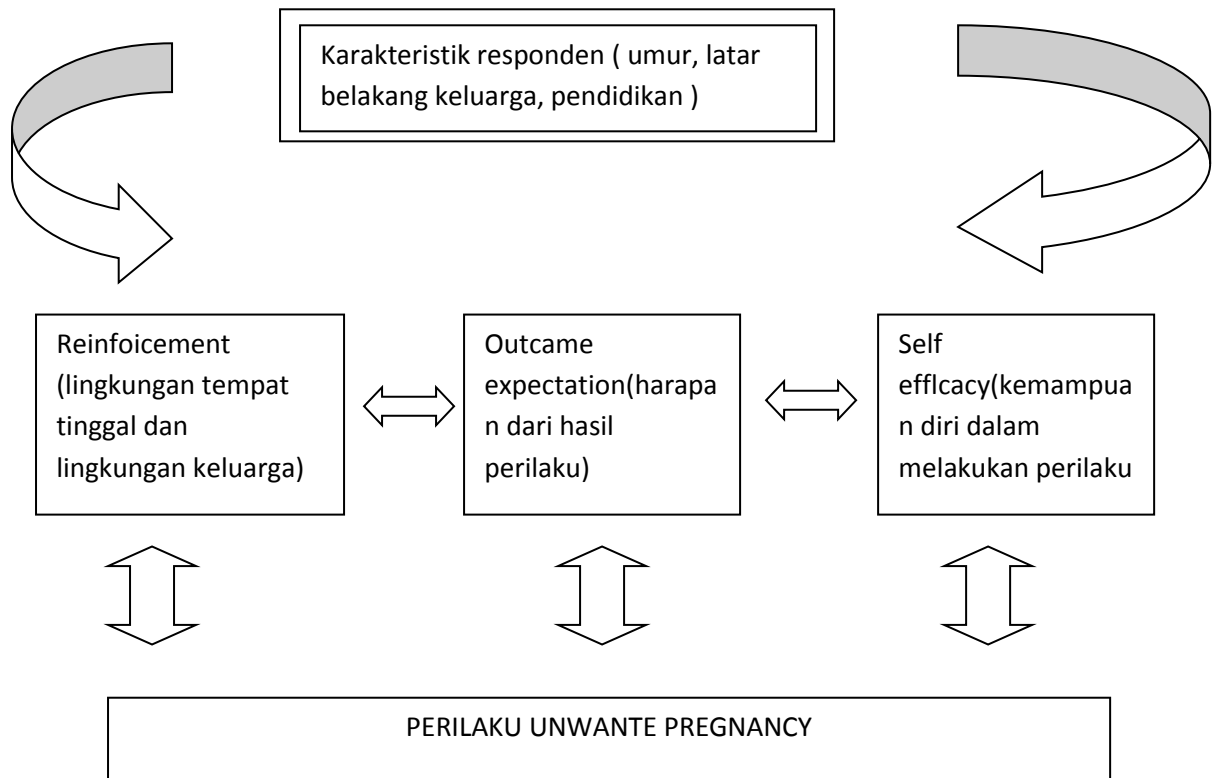 Karakteristik responden ( umur, latar
belakang keluarga, pendidikan )
Reinfoicement
(lingkungan tempat
tinggal dan
lingkungan keluarga)
Outcame
expectation(harapa
n dari hasil
perilaku)
Self
efflcacy(kemampua
n diri dalam
melakukan perilaku
PERILAKU UNWANTE PREGNANCY